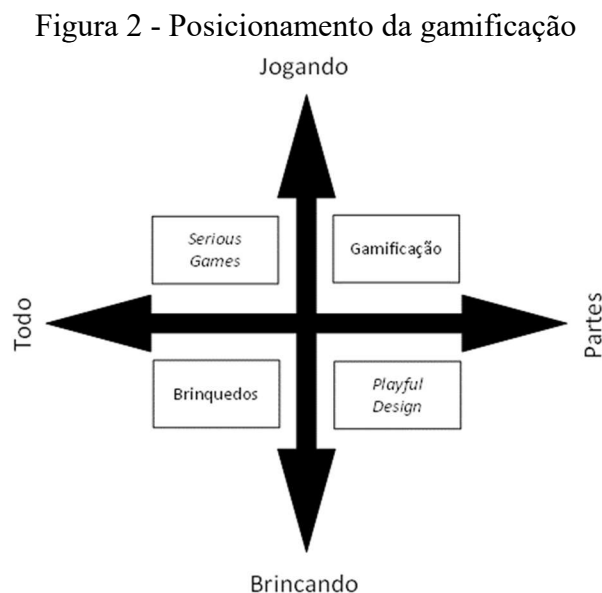 Figura 2 - Posicionamento da gamificação
Jogando
Serious
Games
Gamificação
Todo
Partes
Brinquedos
Playful
Design
Brincando